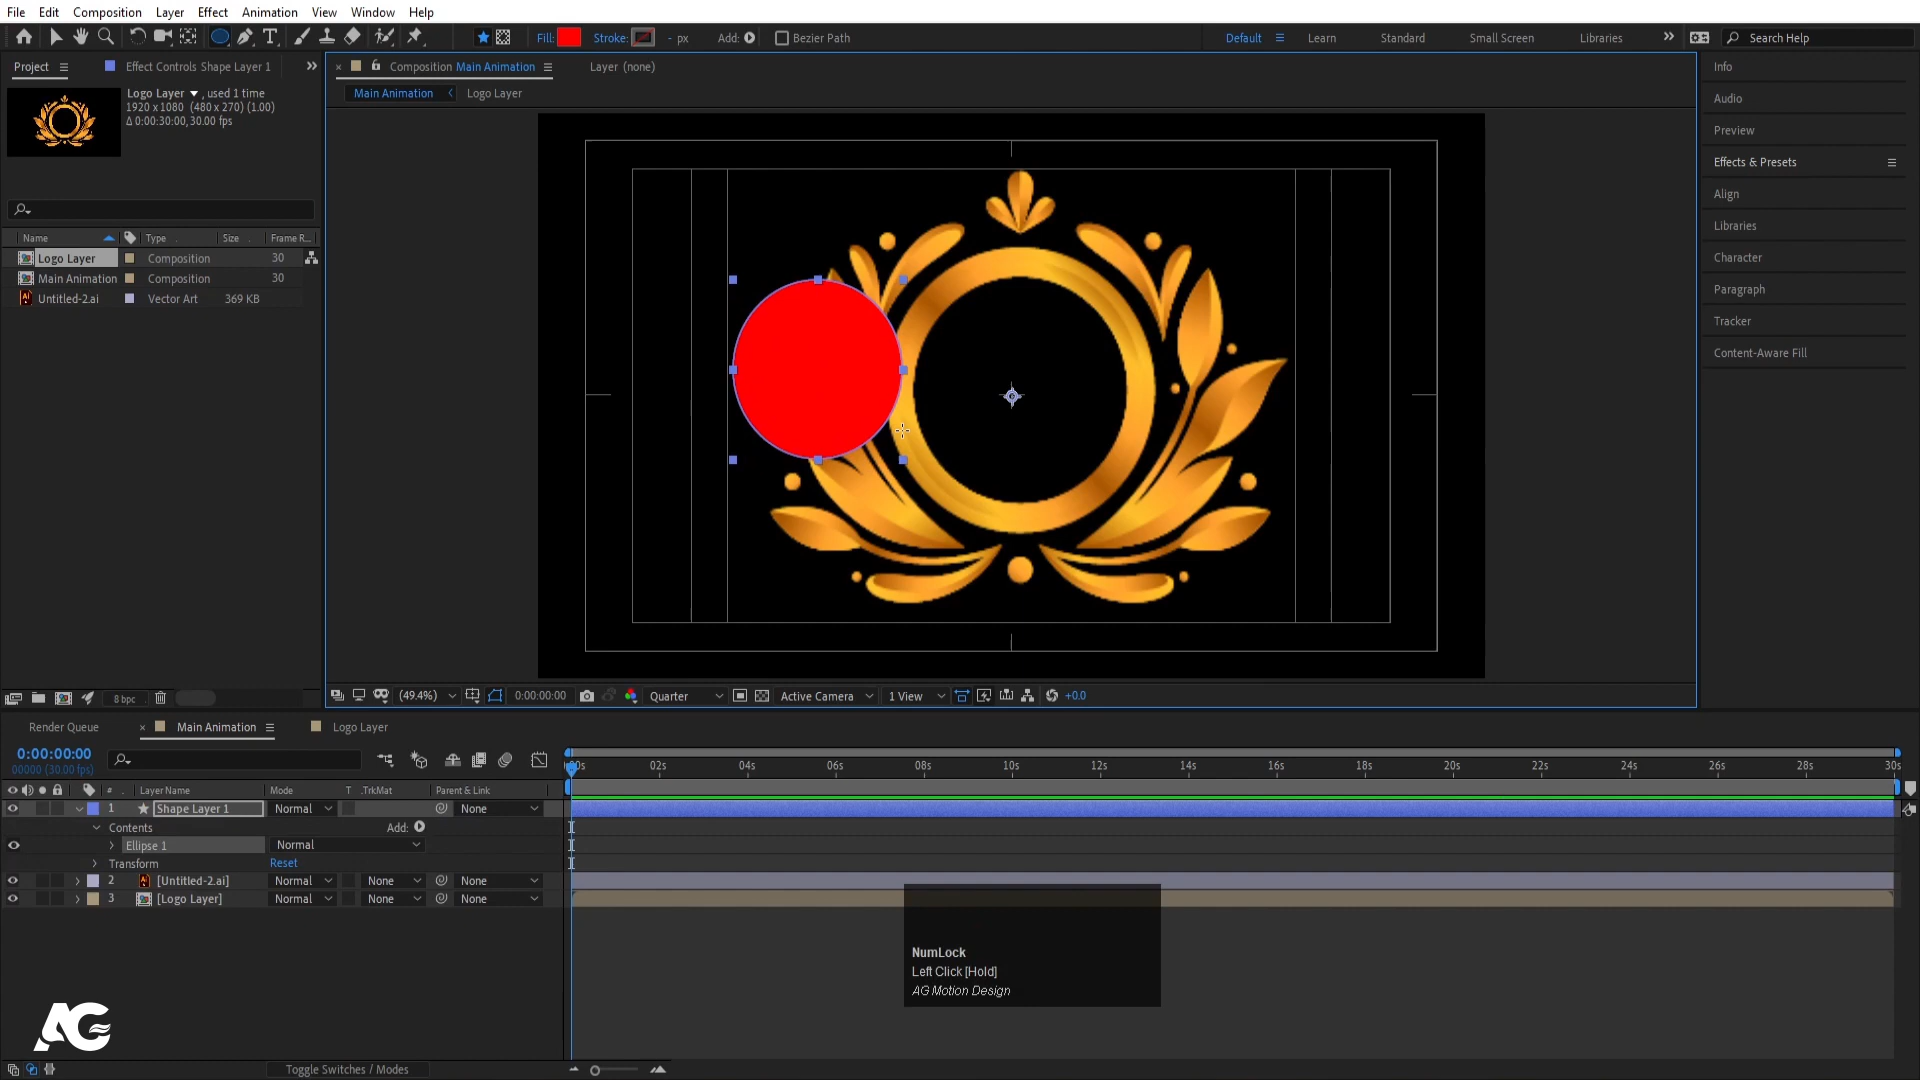 File Edit Composition Layer Effect Animation View Window Help
Fill: Stroke: - px Add: Bezier Path Default Learn Standard Small Screen Libraries Search Help
Project Effect Controls Shape Layer 1
Composition Main Animation Layer (none)
Main Animation Logo Layer
Logo Layer , used 1 time
1920 x 1080 (480 x 270) (1.00)
Δ 0:00:30:00, 30.00 fps
Name Type Size Frame R...
Logo Layer Composition 30
Main Animation Composition 30
Untitled-2.ai Vector Art 369 KB
Info
Audio
Preview
Effects & Presets
Align
Libraries
Character
Paragraph
Tracker
Content-Aware Fill
8 bpc
(49.4%) 0:00:00:00 Quarter Active Camera 1 View +0.0
Render Queue Main Animation Logo Layer
0:00:00:00
00000 (30.00 fps)
02s 04s 06s 08s 10s 12s 14s 16s 18s 20s 22s 24s 26s 28s 30s
# Layer Name Mode T .TrkMat Parent & Link
1 Shape Layer 1 Normal None
Contents Add:
Ellipse 1 Normal
Transform Reset
2 [Untitled-2.ai] Normal None None
3 [Logo Layer] Normal None None
NumLock
Left Click [Hold]
AG Motion Design
AG
Toggle Switches / Modes